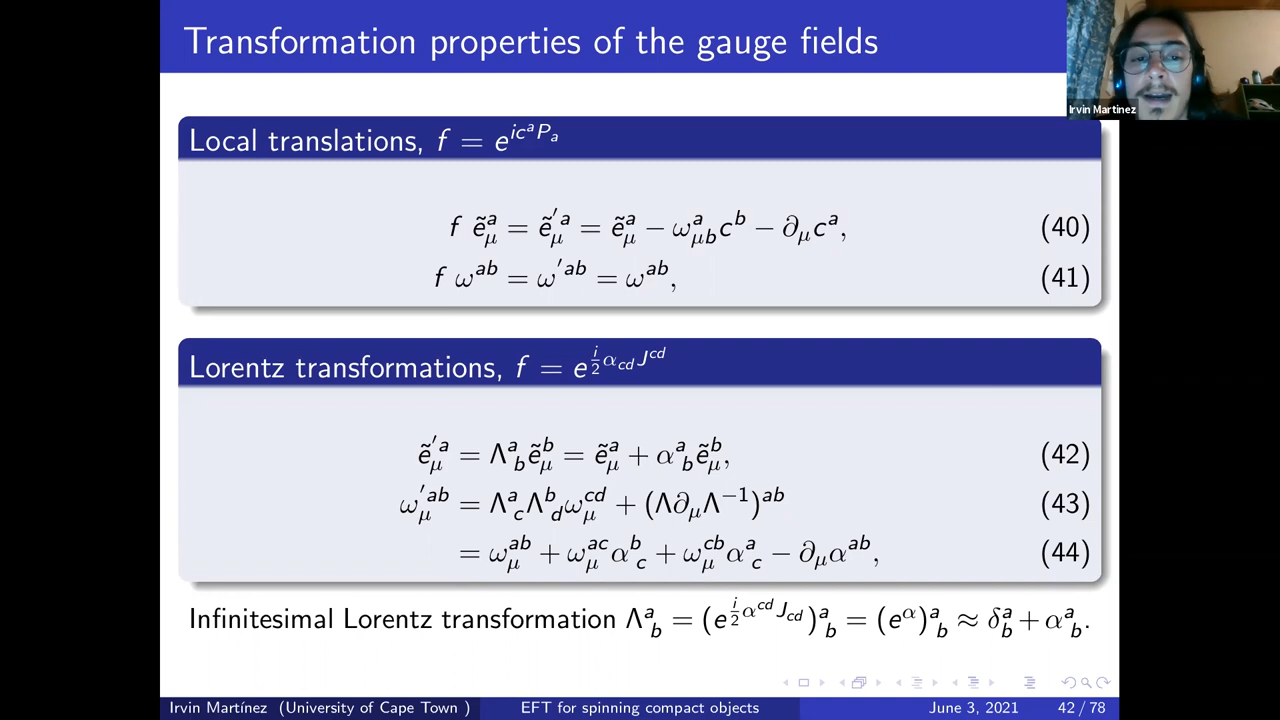 Transformation properties of the gauge fields
Irvin Martinez
Local translations, f = e^{ic^a P_a}
f ẽ^a_μ = ẽ'^a_μ = ẽ^a_μ − ω^a_{μb} c^b − ∂_μ c^a, (40)
f ω^{ab} = ω'^{ab} = ω^{ab}, (41)
Lorentz transformations, f = e^{\frac{i}{2} α_{cd} J^{cd}}
ẽ'^a_μ = Λ^a_b ẽ^b_μ = ẽ^a_μ + α^a_b ẽ^b_μ, (42)
ω'^{ab}_μ = Λ^a_c Λ^b_d ω^{cd}_μ + (Λ∂_μ Λ^{−1})^{ab} (43)
= ω^{ab}_μ + ω^{ac}_μ α^b_c + ω^{cb}_μ α^a_c − ∂_μ α^{ab}, (44)
Infinitesimal Lorentz transformation Λ^a_b = (e^{\frac{i}{2} α^{cd} J_{cd}})^a_b = (e^α)^a_b ≈ δ^a_b + α^a_b.
Irvin Martínez (University of Cape Town ) EFT for spinning compact objects June 3, 2021 42 / 78